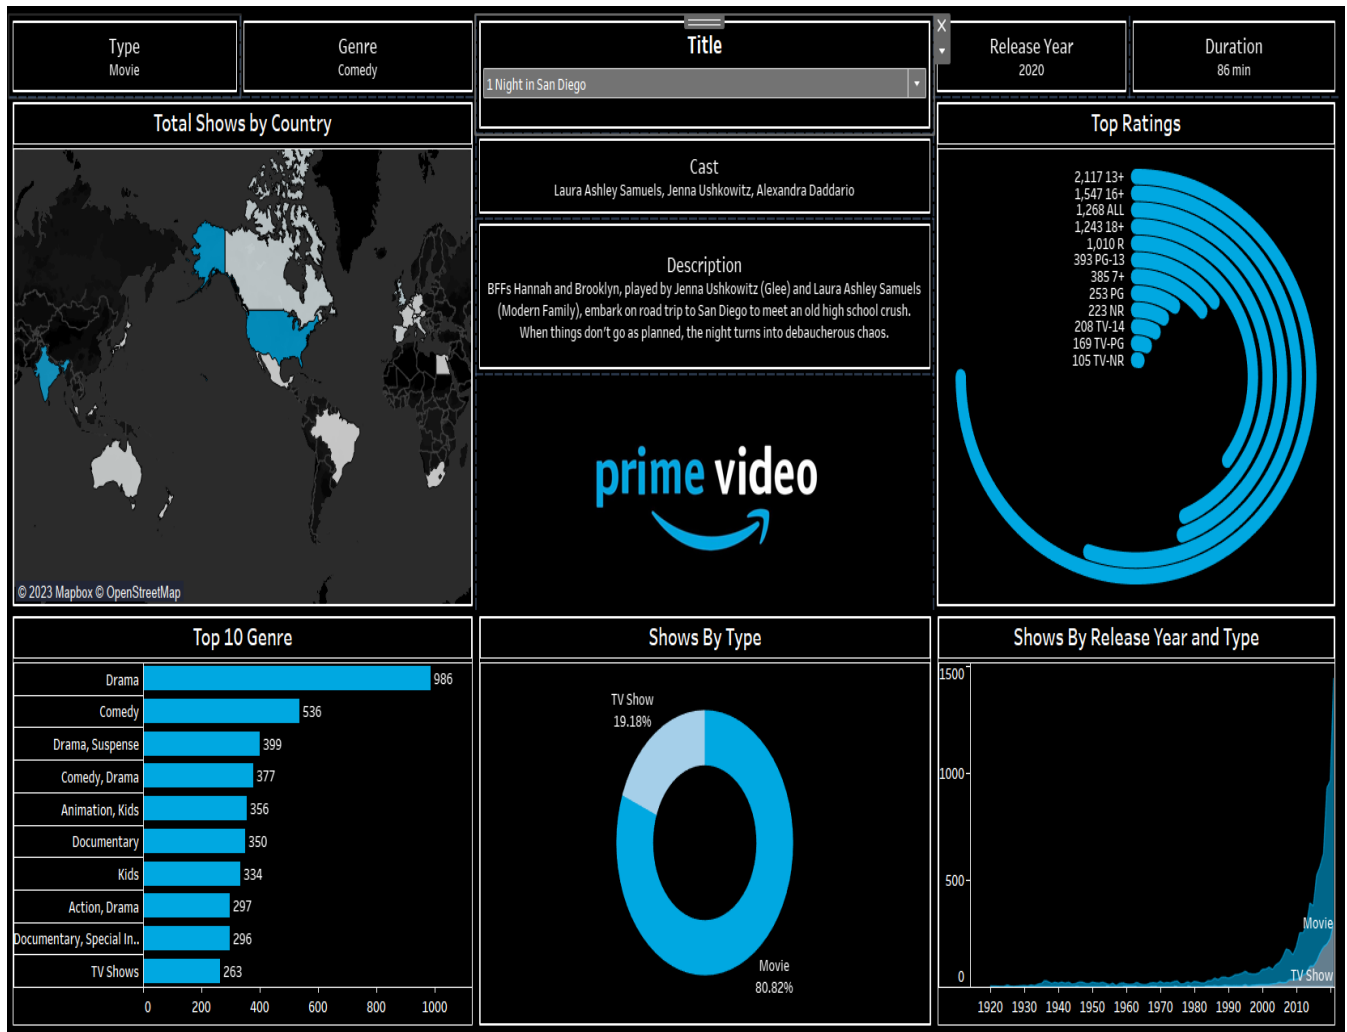 Type
Movie
Genre
Comedy
Title
1 Night in San Diego
X
Release Year
2020
Duration
86 min
Total Shows by Country
© 2023 Mapbox © OpenStreetMap
Cast
Laura Ashley Samuels, Jenna Ushkowitz, Alexandra Daddario
Description
BFFs Hannah and Brooklyn, played by Jenna Ushkowitz (Glee) and Laura Ashley Samuels
(Modern Family), embark on road trip to San Diego to meet an old high school crush.
When things don't go as planned, the night turns into debaucherous chaos.
prime video
Top Ratings
2,117 13+
1,547 16+
1,268 ALL
1,243 18+
1,010 R
393 PG-13
385 7+
253 PG
223 NR
208 TV-14
169 TV-PG
105 TV-NR
Top 10 Genre
Drama 986
Comedy 536
Drama, Suspense 399
Comedy, Drama 377
Animation, Kids 356
Documentary 350
Kids 334
Action, Drama 297
Documentary, Special In.. 296
TV Shows 263
0 200 400 600 800 1000
Shows By Type
TV Show
19.18%
Movie
80.82%
Shows By Release Year and Type
1500
1000
500
0
Movie
TV Show
1920 1930 1940 1950 1960 1970 1980 1990 2000 2010